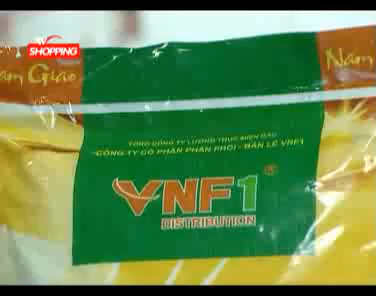 SHOPPING
am Giao
Nam
TỔNG CÔNG TY LƯƠNG THỰC MIỀN BẮC
CÔNG TY CỔ PHẦN PHÂN PHỐI - BÁN LẺ VNF1
VNF1®
DISTRIBUTION